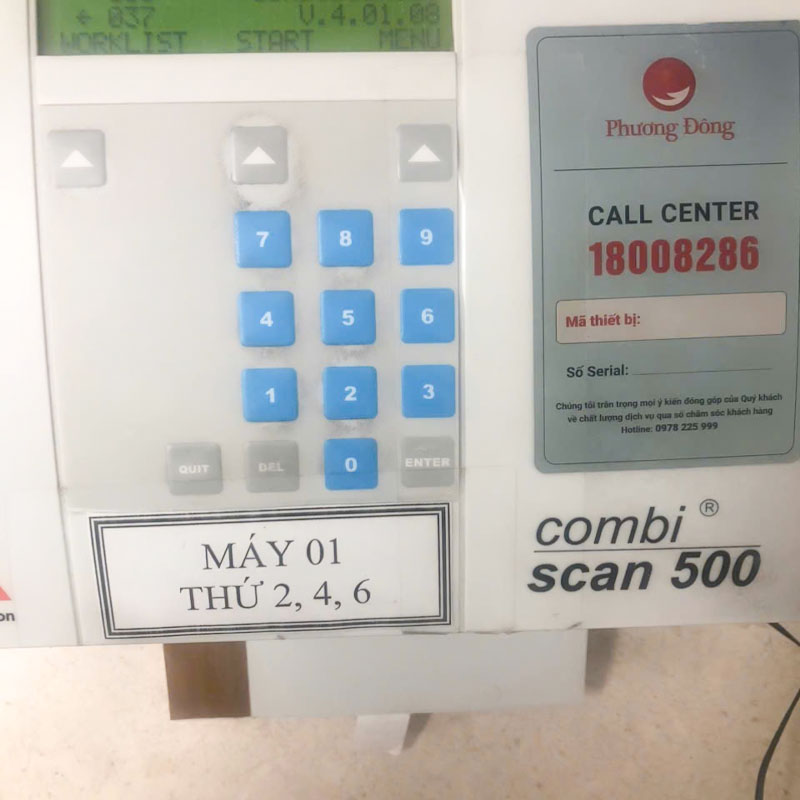 ← 037
V.4.01.08
WORKLIST START MENU
7 8 9
4 5 6
1 2 3
QUIT DEL 0 ENTER
MÁY 01
THỨ 2, 4, 6
Phương Đông
CALL CENTER
18008286
Mã thiết bị:
Số Serial:
Chúng tôi trân trọng mọi ý kiến đóng góp của Quý khách
về chất lượng dịch vụ qua số chăm sóc khách hàng
Hotline: 0978 225 999
combi ®
scan 500